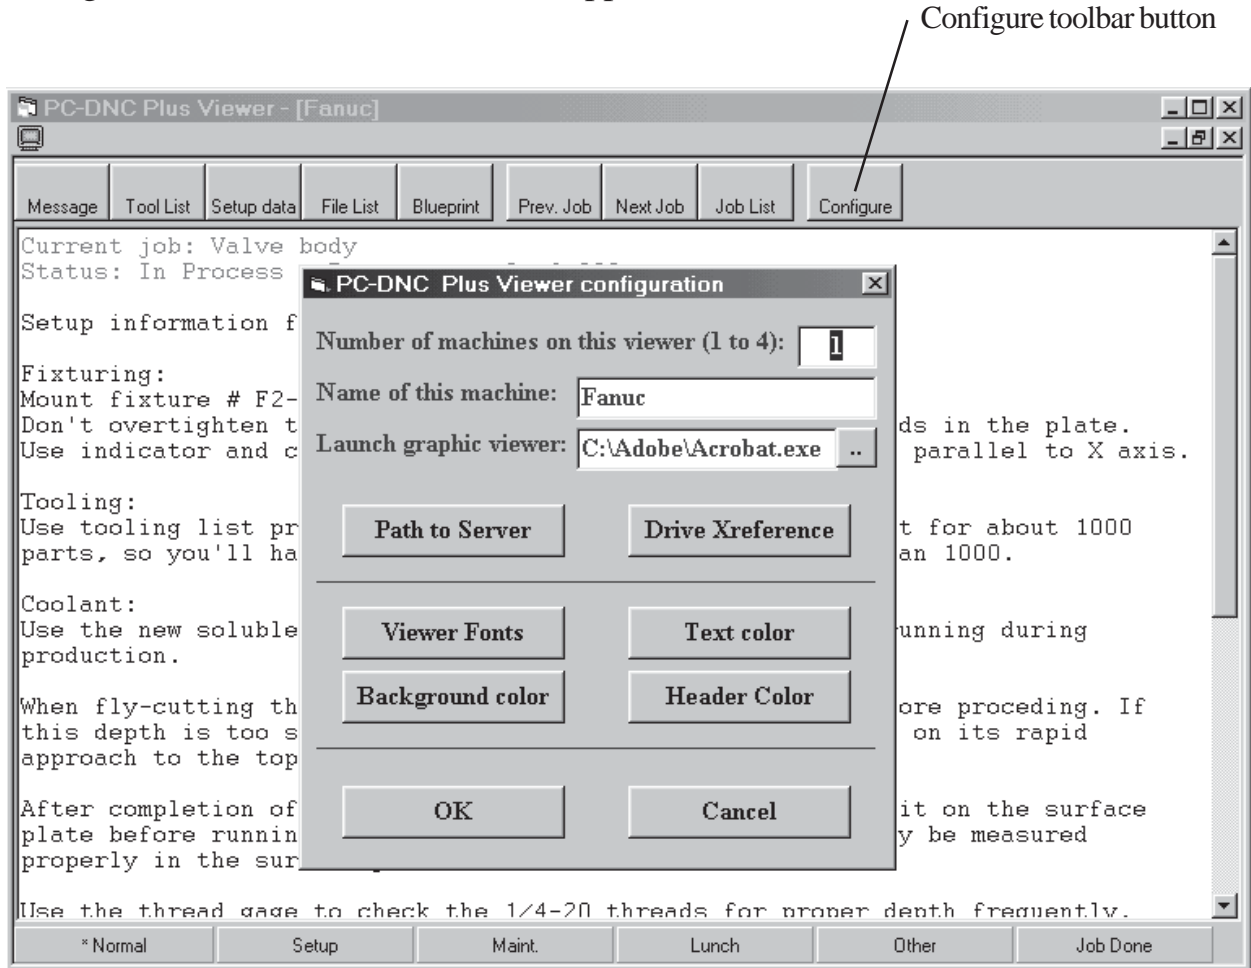 Configure toolbar button
PC-DNC Plus Viewer - [Fanuc]
Message Tool List Setup data File List Blueprint Prev. Job Next Job Job List Configure
Current job: Valve body
Status: In Process
Setup information f
Fixturing:
Mount fixture # F2-
Don't overtighten t ds in the plate.
Use indicator and c parallel to X axis.
Tooling:
Use tooling list pr t for about 1000
parts, so you'll ha an 1000.
Coolant:
Use the new soluble unning during
production.
When fly-cutting th ore proceding. If
this depth is too s on its rapid
approach to the top
After completion of it on the surface
plate before runnin y be measured
properly in the sur
Use the thread gage to check the 1/4-20 threads for proper depth frequently.
PC-DNC Plus Viewer configuration
Number of machines on this viewer (1 to 4): 1
Name of this machine: Fanuc
Launch graphic viewer: C:\Adobe\Acrobat.exe ..
Path to Server Drive Xreference
Viewer Fonts Text color
Background color Header Color
OK Cancel
* Normal Setup Maint. Lunch Other Job Done